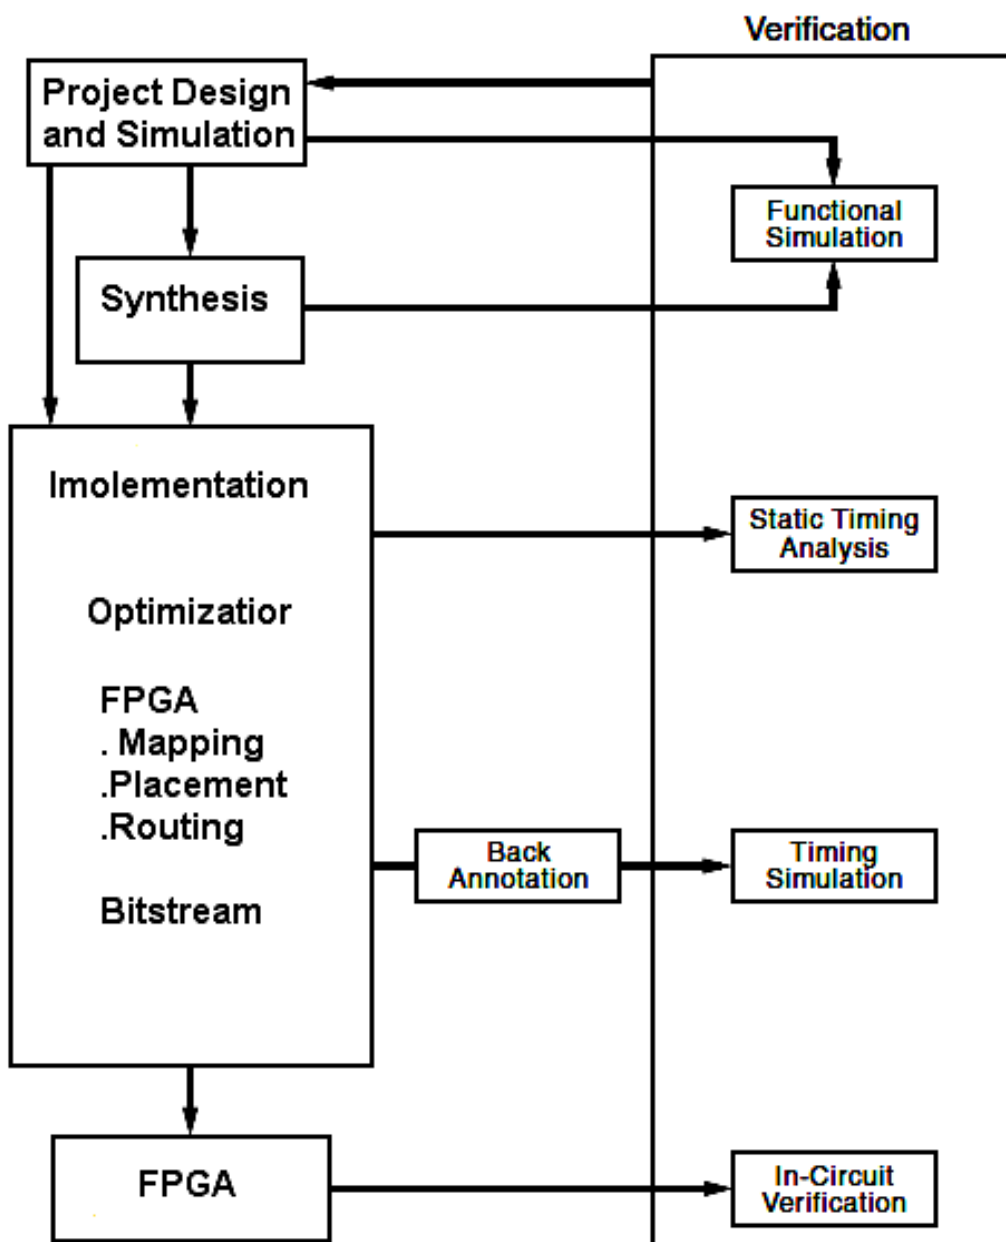 Verification
Project Design
and Simulation
Functional
Simulation
Synthesis
Imolementation
Static Timing
Analysis
Optimizatior
FPGA
. Mapping
.Placement
.Routing
Back
Annotation
Timing
Simulation
Bitstream
FPGA
In-Circuit
Verification